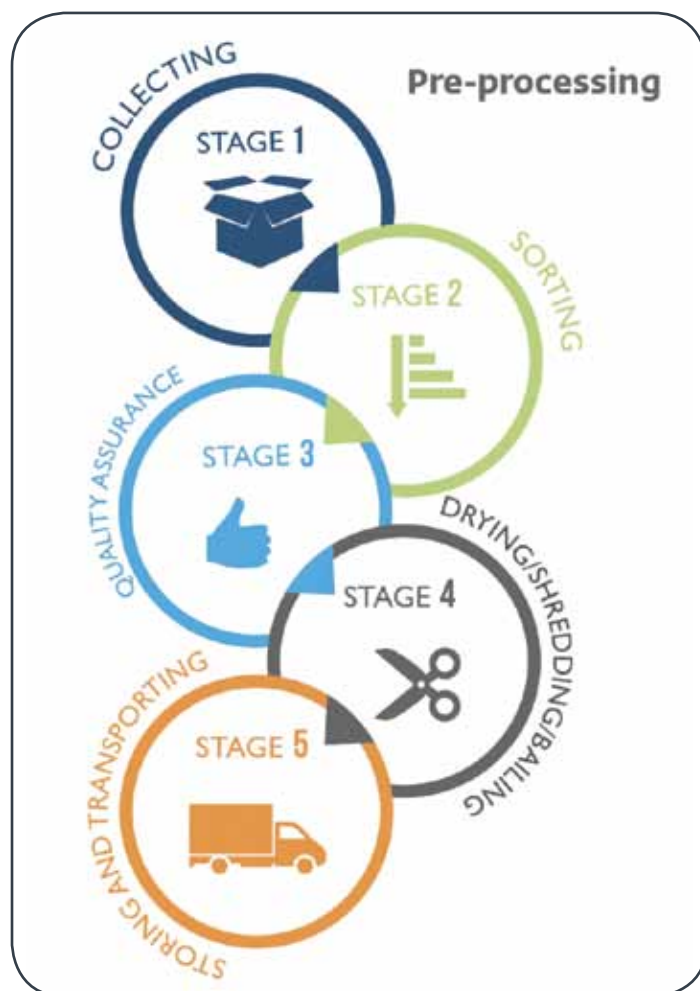 Pre-processing
COLLECTING
STAGE 1
SORTING
STAGE 2
QUALITY ASSURANCE
STAGE 3
DRYING/SHREDDING/BAILING
STAGE 4
STORING AND TRANSPORTING
STAGE 5